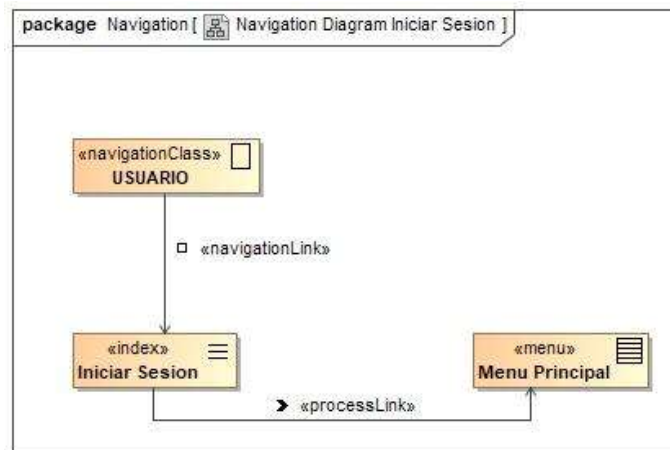 package Navigation [ Navigation Diagram Iniciar Sesion ]
«navigationClass»
USUARIO
«navigationLink»
«index»
Iniciar Sesion
«menu»
Menu Principal
«processLink»